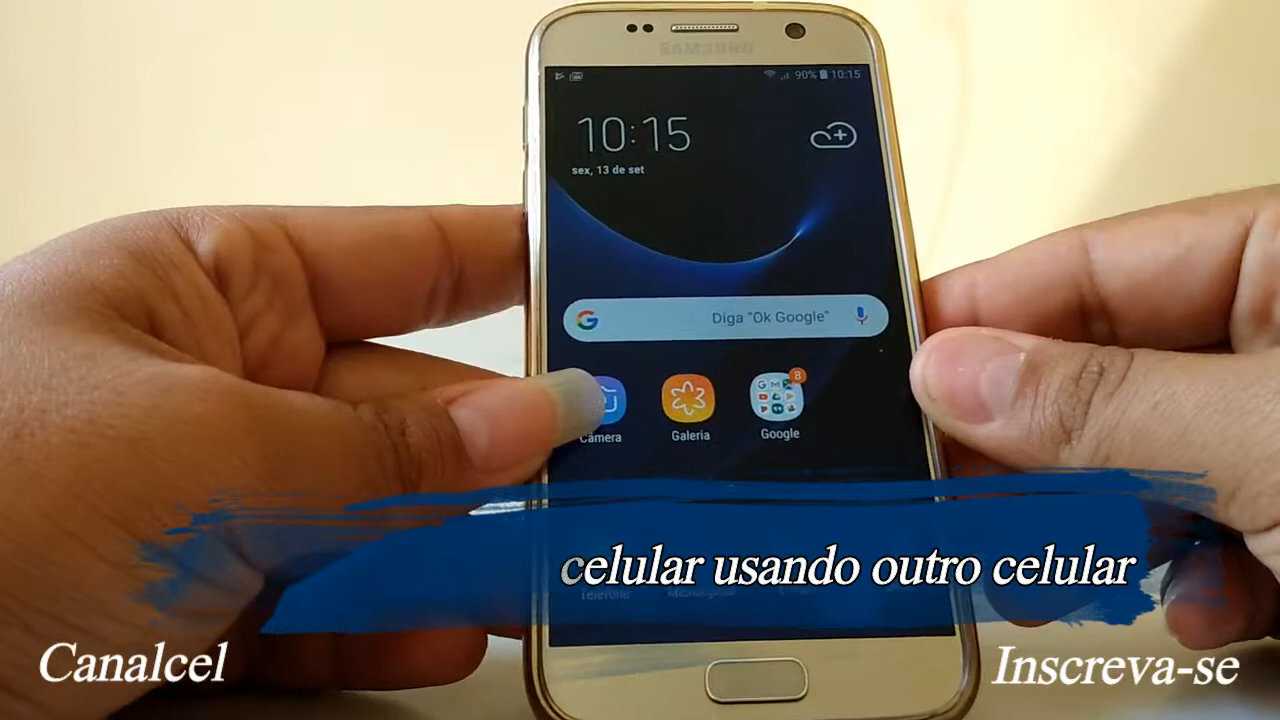 SAMSUNG
90% 10:15
10:15
sex, 13 de set
Diga "Ok Google"
8
Câmera Galeria Google
celular usando outro celular
Telefone
Canalcel Inscreva-se